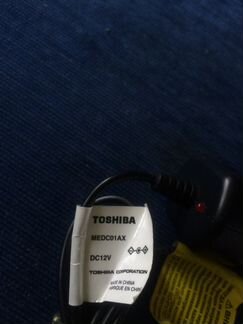 TOSHIBA
MEDC01AX
DC12V
TOSHIBA CORPORATION
MADE IN CHINA
FABRIQUE EN CHINE